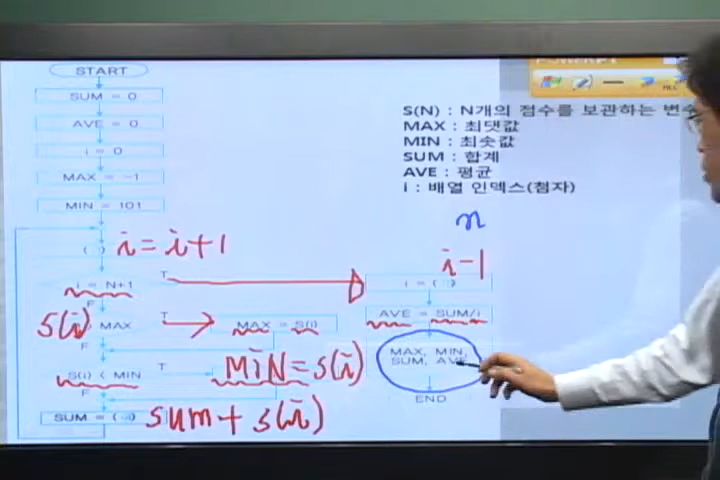 START
SUM = 0
AVE = 0
i = 0
MAX = -1
MIN = 101
i = i+1
i = N+1
T
F
S(i) MAX
T
MAX = S(i)
F
S(i) < MIN
T
MIN = S(i)
F
SUM =
sum + s(i)
S(N) : N개의 점수를 보관하는 변수
MAX : 최댓값
MIN : 최솟값
SUM : 합계
AVE : 평균
i : 배열 인덱스(첨자)
n
i-1
i = ( )
AVE = SUM/i
MAX, MIN,
SUM, AVE
END